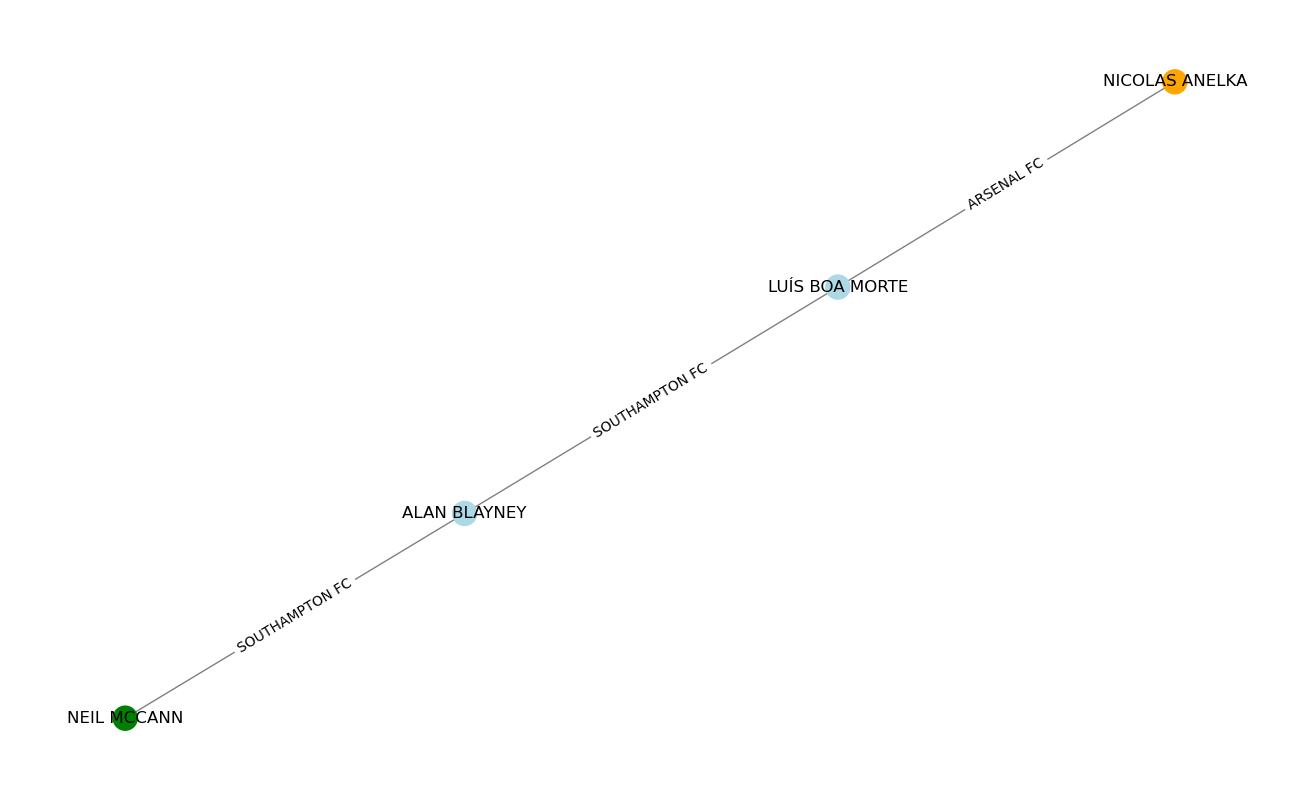 NICOLAS ANELKA
ARSENAL FC
LUÍS BOA MORTE
SOUTHAMPTON FC
ALAN BLAYNEY
SOUTHAMPTON FC
NEIL MCCANN